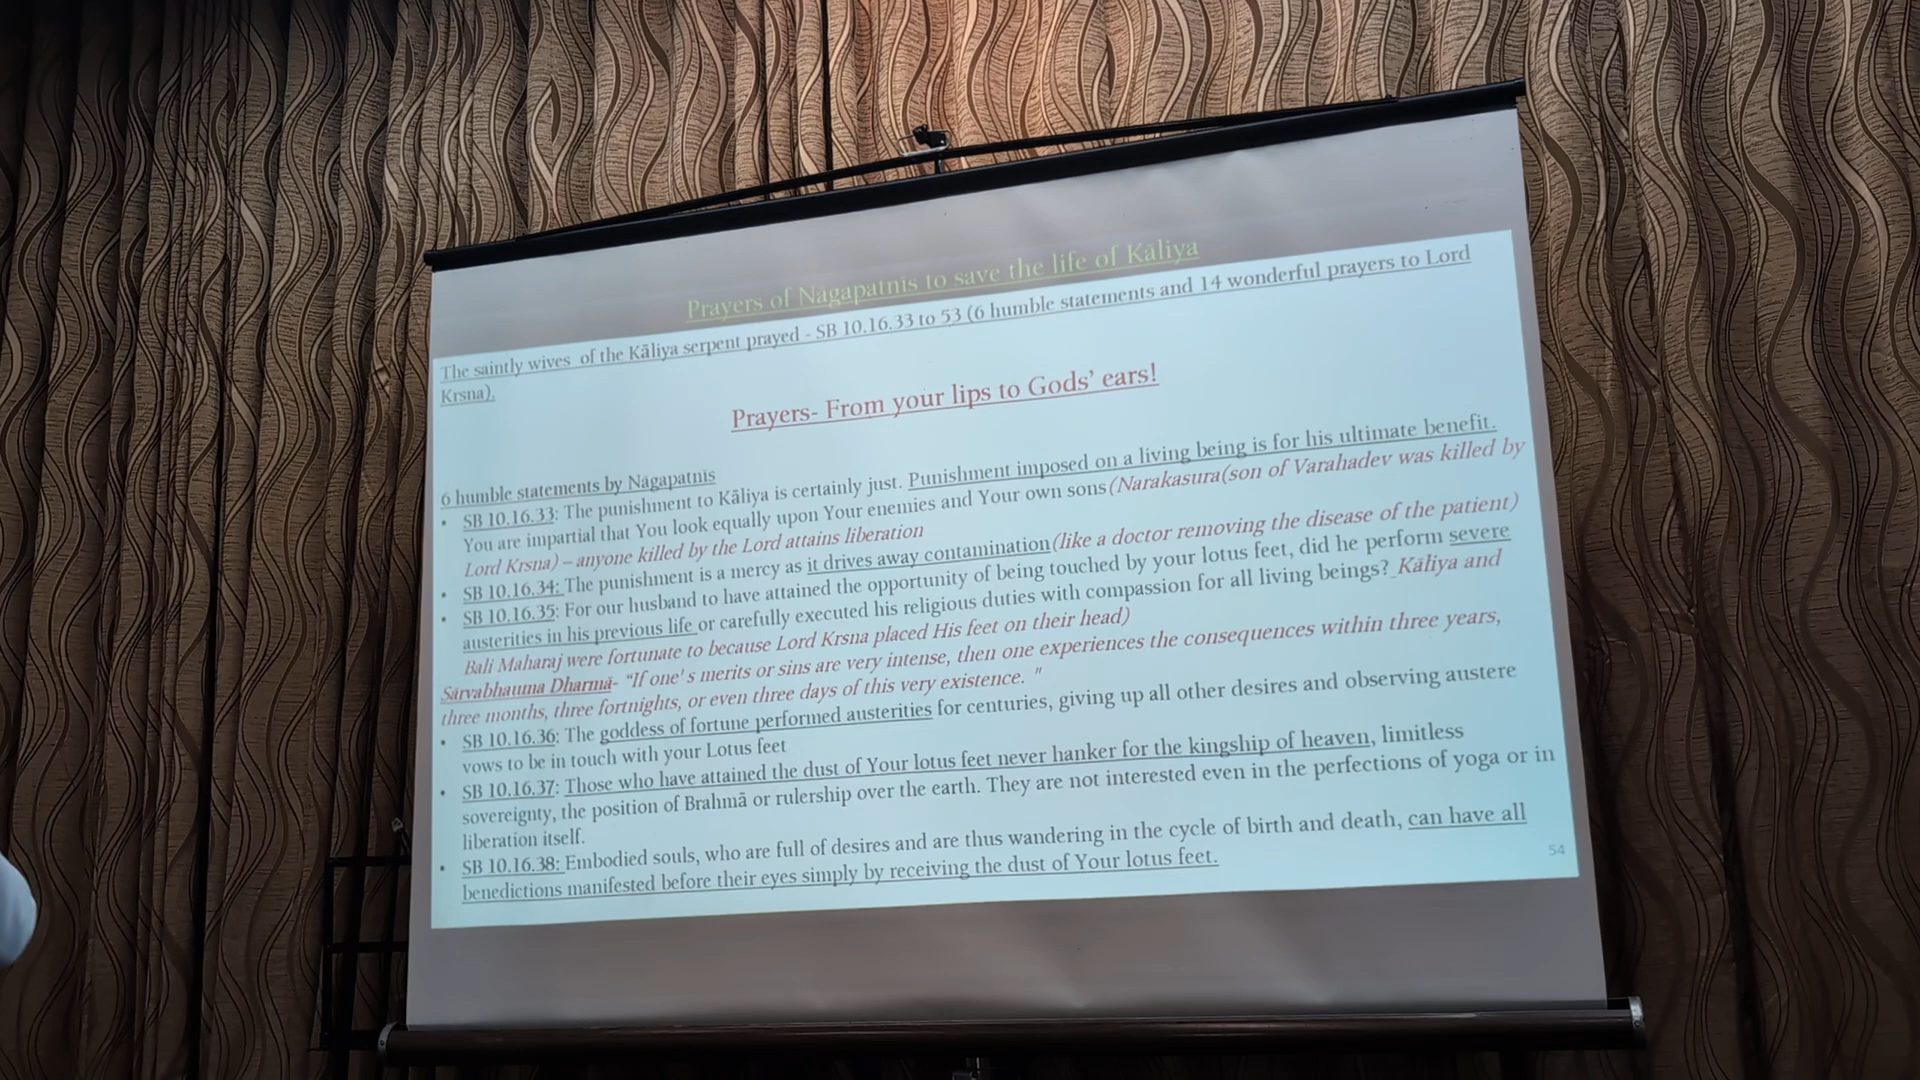 Prayers of Nāgapatnīs to save the life of Kāliya
The saintly wives of the Kāliya serpent prayed - SB 10.16.33 to 53 (6 humble statements and 14 wonderful prayers to Lord
Krsna).
Prayers- From your lips to Gods' ears!
6 humble statements by Nāgapatnīs
• SB 10.16.33: The punishment to Kāliya is certainly just. Punishment imposed on a living being is for his ultimate benefit.
You are impartial that You look equally upon Your enemies and Your own sons(Narakasura(son of Varahadev was killed by
Lord Krsna) – anyone killed by the Lord attains liberation
• SB 10.16.34: The punishment is a mercy as it drives away contamination(like a doctor removing the disease of the patient)
• SB 10.16.35: For our husband to have attained the opportunity of being touched by your lotus feet, did he perform severe
austerities in his previous life or carefully executed his religious duties with compassion for all living beings? Kāliya and
Bali Maharaj were fortunate to because Lord Krsna placed His feet on their head)
Sārvabhauma Dharmā- “If one's merits or sins are very intense, then one experiences the consequences within three years,
three months, three fortnights, or even three days of this very existence. "
• SB 10.16.36: The goddess of fortune performed austerities for centuries, giving up all other desires and observing austere
vows to be in touch with your Lotus feet
• SB 10.16.37: Those who have attained the dust of Your lotus feet never hanker for the kingship of heaven, limitless
sovereignty, the position of Brahmā or rulership over the earth. They are not interested even in the perfections of yoga or in
liberation itself.
• SB 10.16.38: Embodied souls, who are full of desires and are thus wandering in the cycle of birth and death, can have all
benedictions manifested before their eyes simply by receiving the dust of Your lotus feet.
54